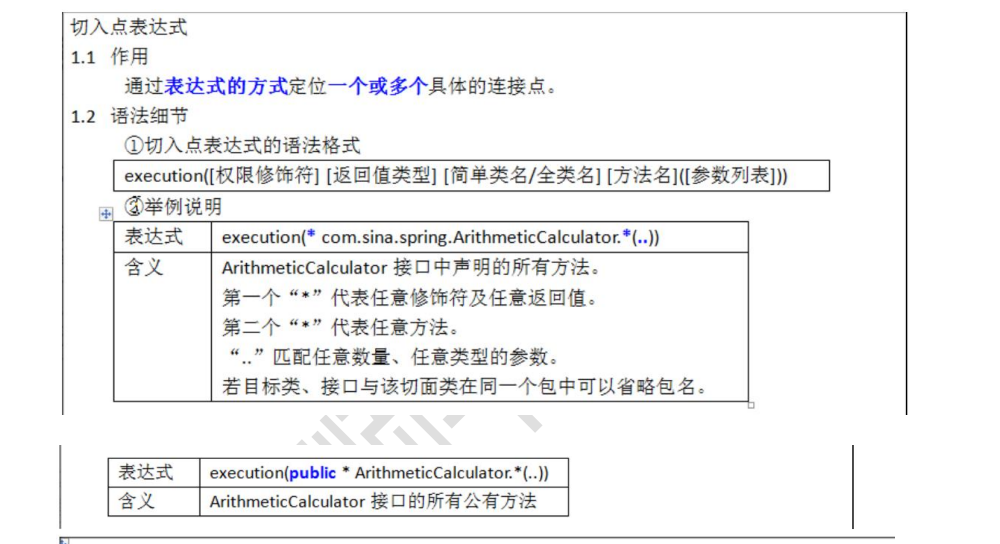 切入点表达式
1.1 作用
通过表达式的方式定位一个或多个具体的连接点。
1.2 语法细节
①切入点表达式的语法格式
execution([权限修饰符] [返回值类型] [简单类名/全类名] [方法名]([参数列表]))
举例说明
表达式 execution(* com.sina.spring.ArithmeticCalculator.*(..))
含义 ArithmeticCalculator 接口中声明的所有方法。
第一个“*”代表任意修饰符及任意返回值。
第二个“*”代表任意方法。
“..”匹配任意数量、任意类型的参数。
若目标类、接口与该切面类在同一个包中可以省略包名。
表达式 execution(public * ArithmeticCalculator.*(..))
含义 ArithmeticCalculator 接口的所有公有方法